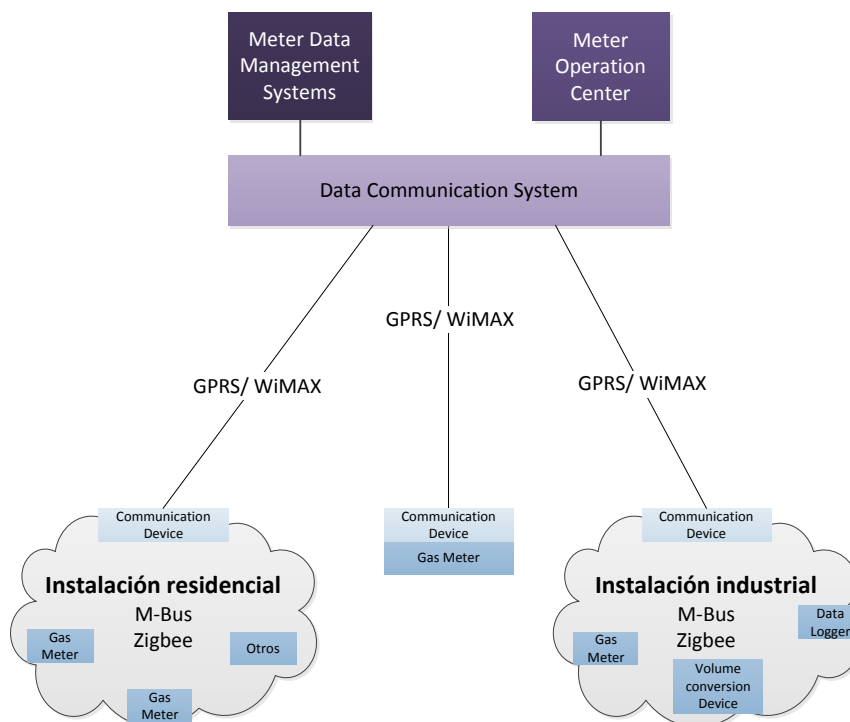 Meter Data
Management
Systems
Meter
Operation
Center
Data Communication System
GPRS/ WiMAX
GPRS/ WiMAX
GPRS/ WiMAX
Communication
Device
Instalación residencial
M-Bus
Zigbee
Gas
Meter
Otros
Gas
Meter
Communication
Device
Gas Meter
Communication
Device
Instalación industrial
M-Bus
Zigbee
Data
Logger
Gas
Meter
Volume
conversion
Device